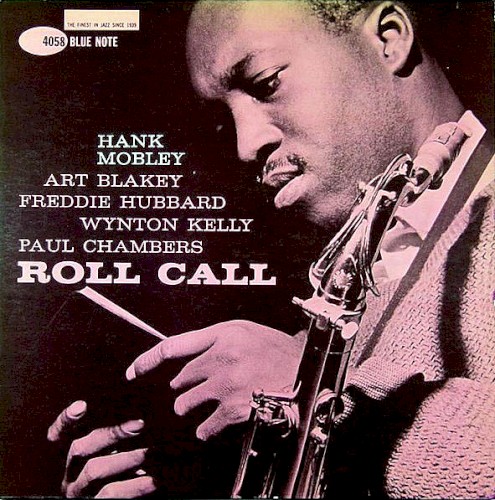 THE FINEST IN JAZZ SINCE 1939
4058 BLUE NOTE
HANK
MOBLEY
ART BLAKEY
FREDDIE HUBBARD
WYNTON KELLY
PAUL CHAMBERS
ROLL CALL